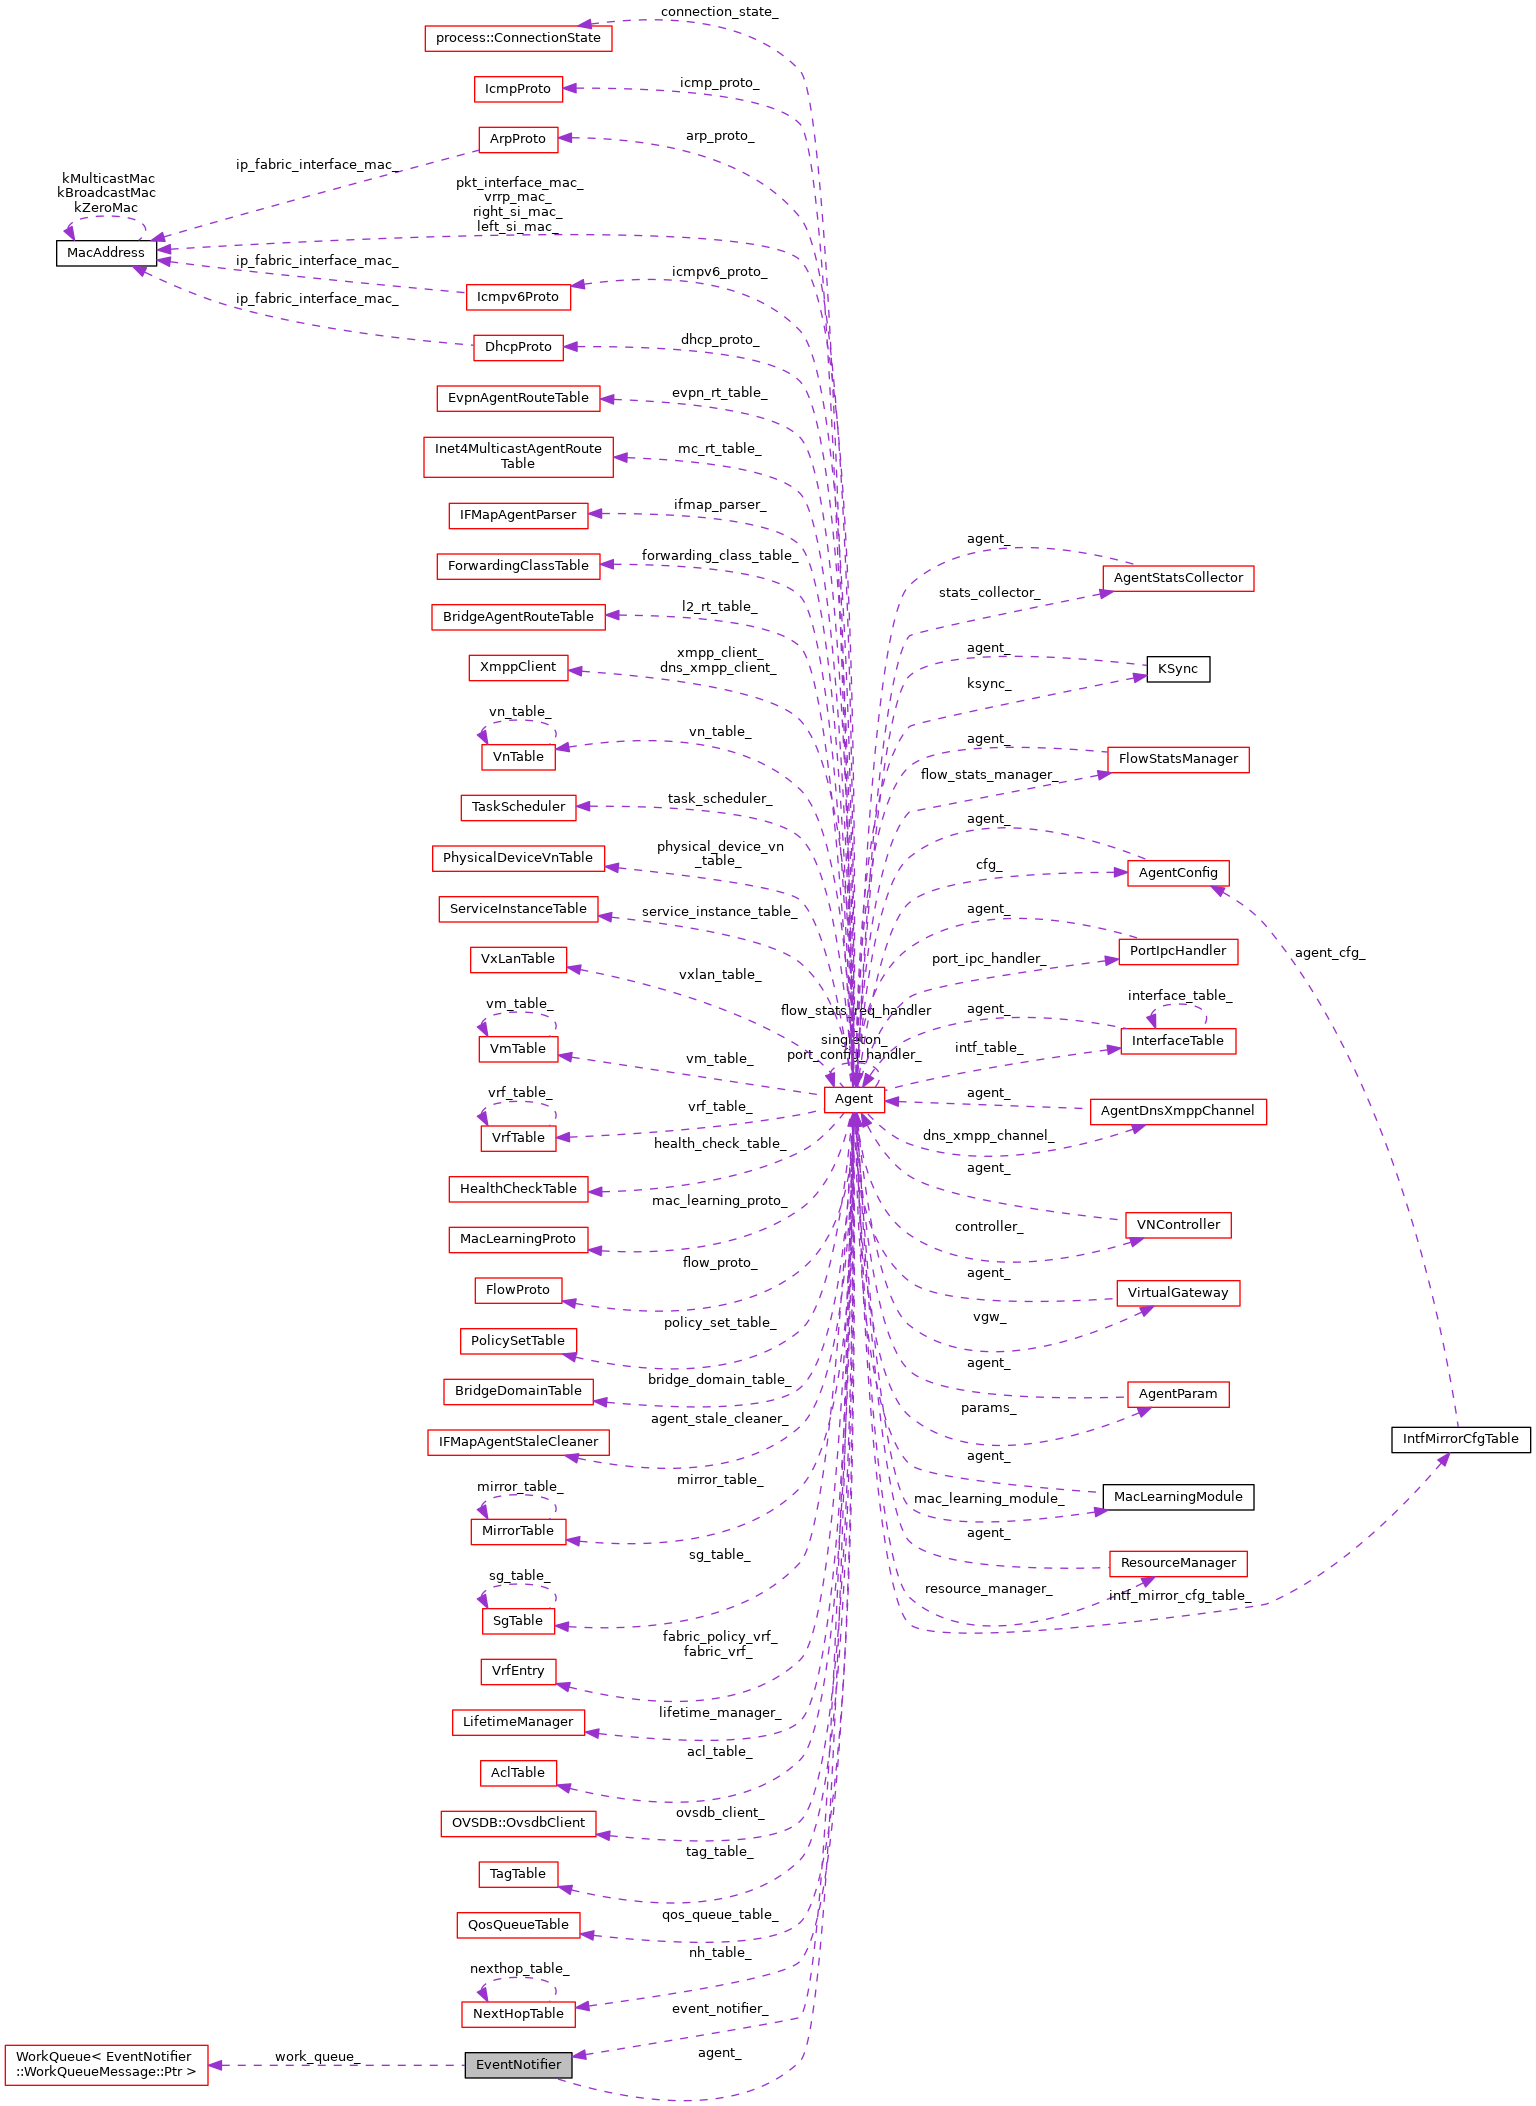 connection_state_
process::ConnectionState
icmp_proto_
IcmpProto
arp_proto_
ArpProto
ip_fabric_interface_mac_
kMulticastMac
kBroadcastMac
kZeroMac
MacAddress
pkt_interface_mac_
vrrp_mac_
right_si_mac_
left_si_mac_
ip_fabric_interface_mac_
icmpv6_proto_
Icmpv6Proto
ip_fabric_interface_mac_
dhcp_proto_
DhcpProto
evpn_rt_table_
EvpnAgentRouteTable
mc_rt_table_
Inet4MulticastAgentRoute
Table
ifmap_parser_
IFMapAgentParser
forwarding_class_table_
ForwardingClassTable
l2_rt_table_
BridgeAgentRouteTable
xmpp_client_
dns_xmpp_client_
XmppClient
vn_table_
vn_table_
VnTable
task_scheduler_
TaskScheduler
physical_device_vn
_table_
PhysicalDeviceVnTable
service_instance_table_
ServiceInstanceTable
vxlan_table_
VxLanTable
vm_table_
vm_table_
VmTable
vrf_table_
vrf_table_
VrfTable
health_check_table_
HealthCheckTable
mac_learning_proto_
MacLearningProto
flow_proto_
FlowProto
policy_set_table_
PolicySetTable
bridge_domain_table_
BridgeDomainTable
agent_stale_cleaner_
IFMapAgentStaleCleaner
mirror_table_
mirror_table_
MirrorTable
sg_table_
sg_table_
SgTable
fabric_policy_vrf_
fabric_vrf_
VrfEntry
lifetime_manager_
LifetimeManager
acl_table_
AclTable
ovsdb_client_
OVSDB::OvsdbClient
tag_table_
TagTable
qos_queue_table_
QosQueueTable
nh_table_
nexthop_table_
NextHopTable
event_notifier_
agent_
EventNotifier
work_queue_
WorkQueue< EventNotifier
::WorkQueueMessage::Ptr >
flow_stats_req_handler
singleton_
port_config_handler_
Agent
agent_
AgentStatsCollector
stats_collector_
agent_
KSync
ksync_
agent_
FlowStatsManager
flow_stats_manager_
agent_
cfg_
AgentConfig
agent_
PortIpcHandler
port_ipc_handler_
agent_cfg_
interface_table_
agent_
InterfaceTable
intf_table_
agent_
AgentDnsXmppChannel
dns_xmpp_channel_
agent_
VNController
controller_
agent_
VirtualGateway
vgw_
agent_
AgentParam
params_
IntfMirrorCfgTable
agent_
MacLearningModule
mac_learning_module_
agent_
ResourceManager
resource_manager_
intf_mirror_cfg_table_